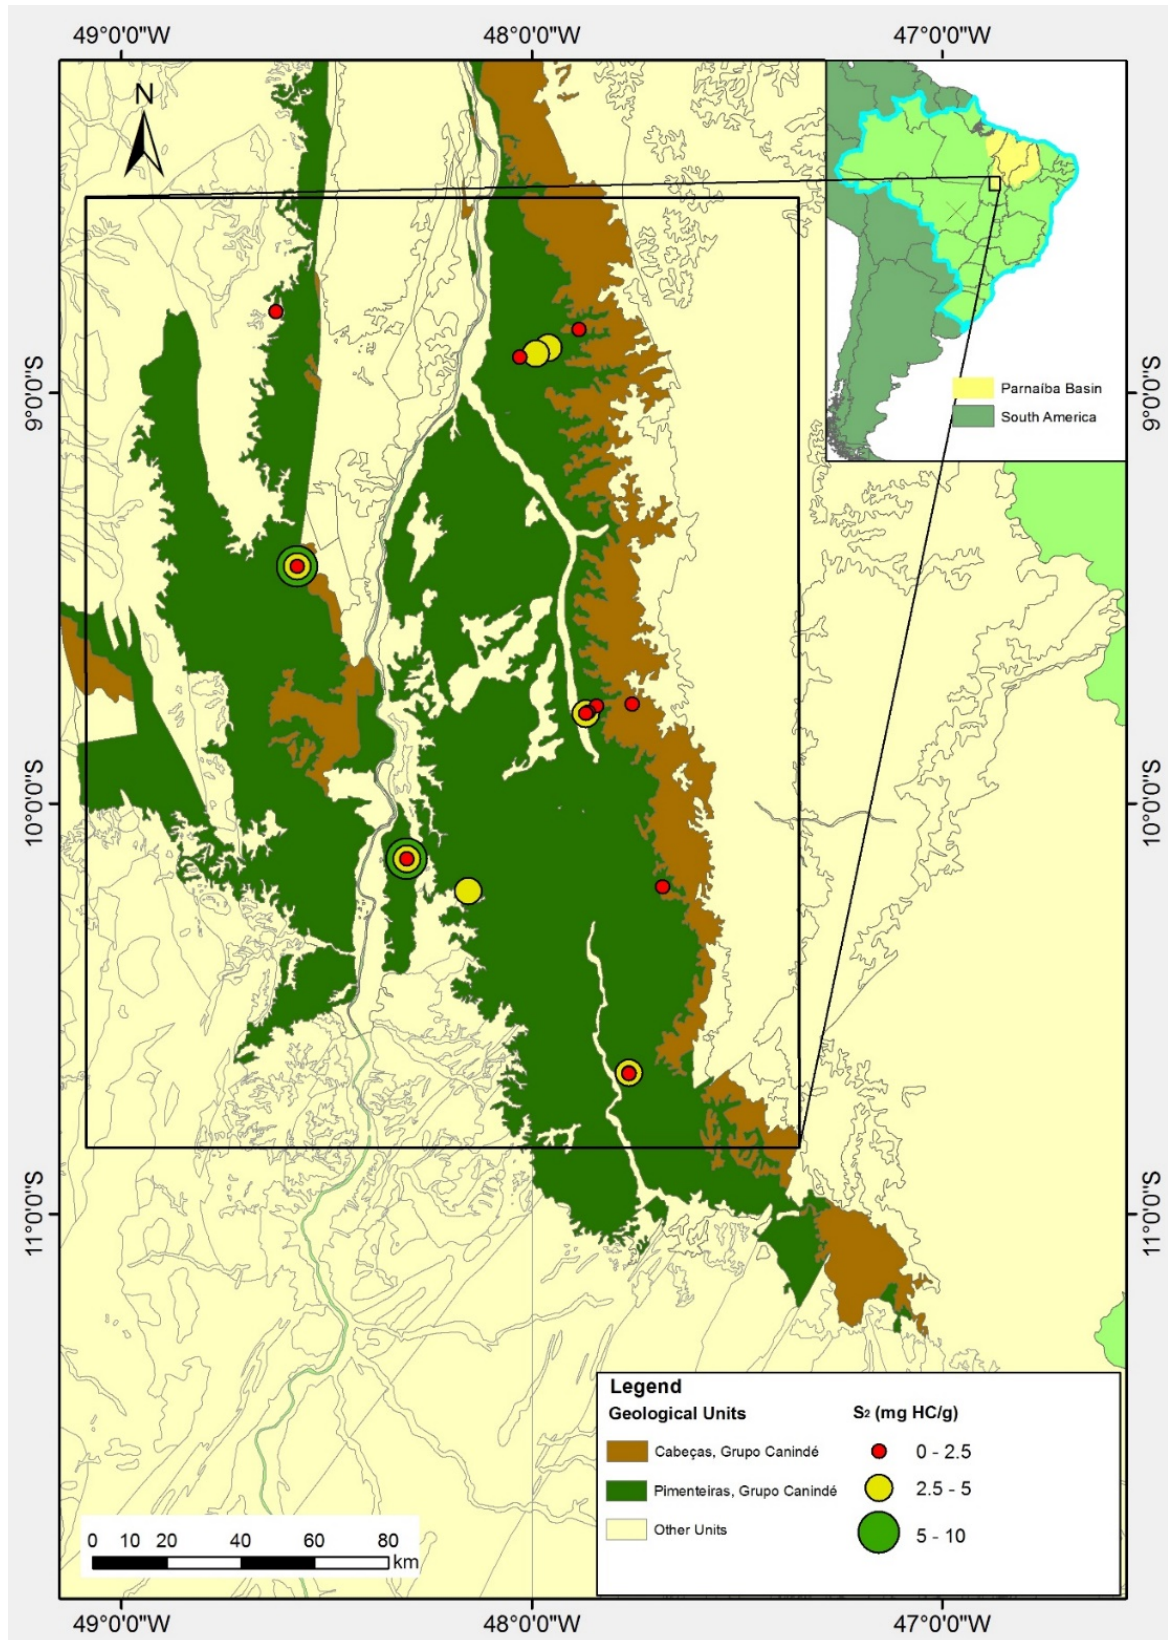 49°0'0"W 48°0'0"W 47°0'0"W
N
9°0'0"S 9°0'0"S
Parnaíba Basin
South America
10°0'0"S 10°0'0"S
11°0'0"S 11°0'0"S
Legend
Geological Units S2 (mg HC/g)
Cabeças, Grupo Canindé 0 - 2.5
Pimenteiras, Grupo Canindé 2.5 - 5
Other Units 5 - 10
0 10 20 40 60 80
km
49°0'0"W 48°0'0"W 47°0'0"W